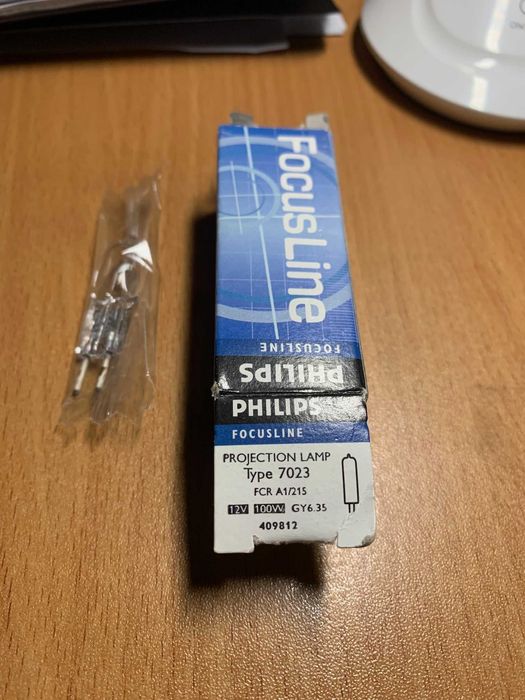 FocusLine
FOCUSLINE
PHILIPS
PHILIPS
FOCUSLINE
PROJECTION LAMP
Type 7023
FCR A1/215
12V 100W GY6.35
409812